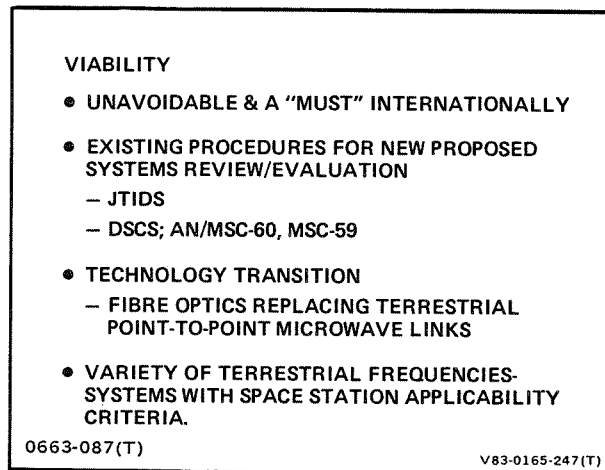 VIABILITY
● UNAVOIDABLE & A "MUST" INTERNATIONALLY
● EXISTING PROCEDURES FOR NEW PROPOSED
SYSTEMS REVIEW/EVALUATION
– JTIDS
– DSCS; AN/MSC-60, MSC-59
● TECHNOLOGY TRANSITION
– FIBRE OPTICS REPLACING TERRESTRIAL
POINT-TO-POINT MICROWAVE LINKS
● VARIETY OF TERRESTRIAL FREQUENCIES-
SYSTEMS WITH SPACE STATION APPLICABILITY
CRITERIA.
0663-087(T)
V83-0165-247(T)